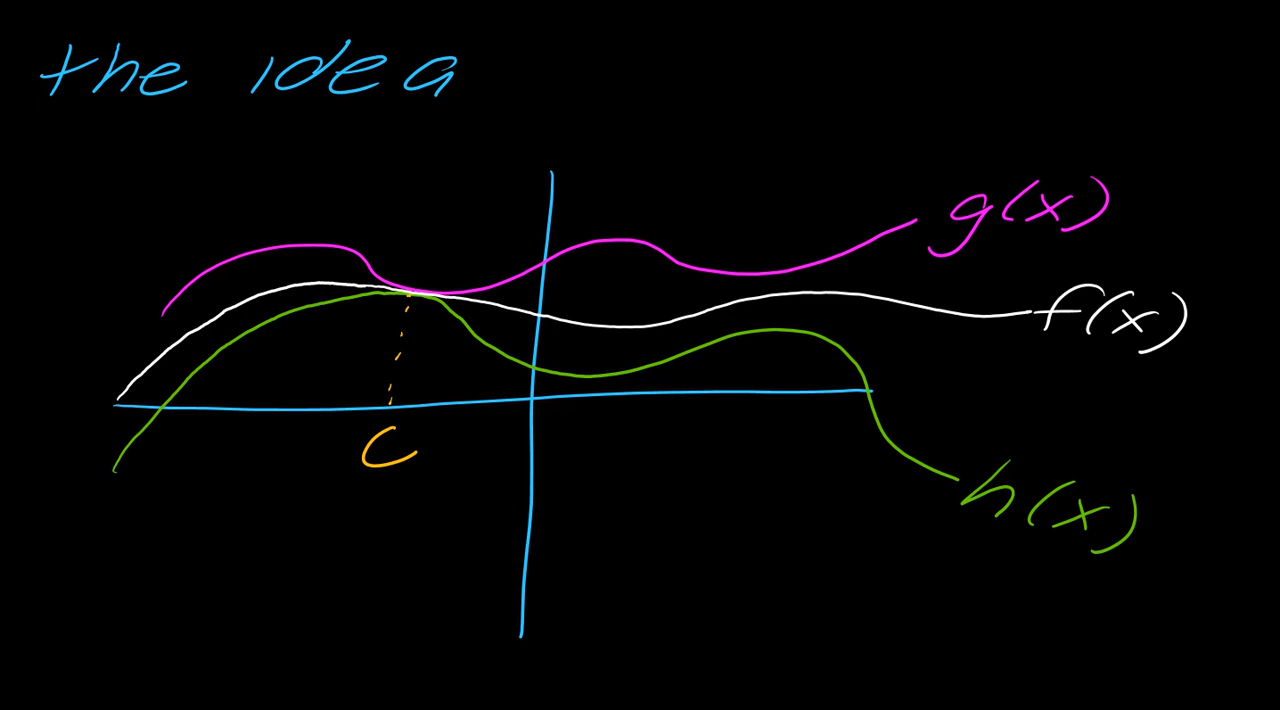 the idea
g(x)
f(x)
c
h(x)